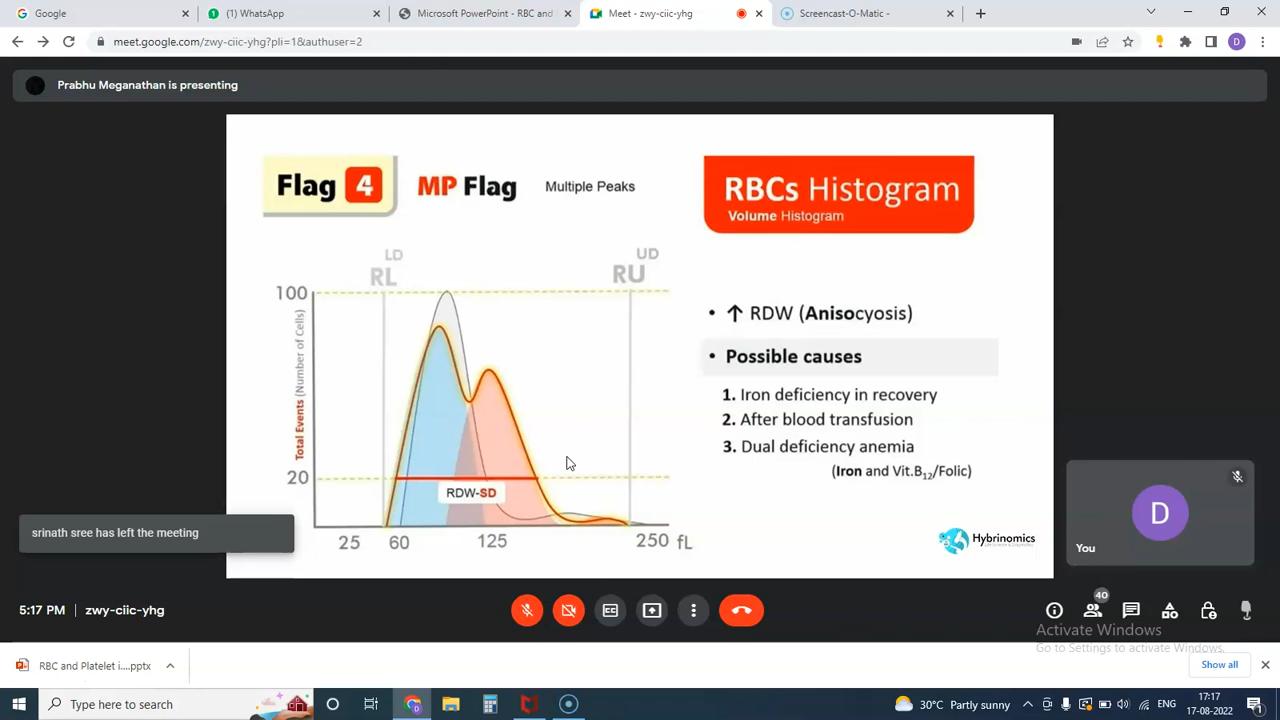 Google
(1) WhatsApp
Microsoft PowerPoint - RBC and
Meet - zwy-ciic-yhg
Screencast-O-Matic -
meet.google.com/zwy-ciic-yhg?pli=1&authuser=2
D
Prabhu Meganathan is presenting
Flag 4
MP Flag
Multiple Peaks
RBCs Histogram
Volume Histogram
LD
RL
UD
RU
100
Total Events (Number of Cells)
20
RDW-SD
25 60 125 250 fL
• ↑ RDW (Anisocyosis)
• Possible causes
1. Iron deficiency in recovery
2. After blood transfusion
3. Dual deficiency anemia
(Iron and Vit.B12/Folic)
Hybrinomics
D
You
srinath sree has left the meeting
5:17 PM | zwy-ciic-yhg
40
Activate Windows
Go to Settings to activate Windows.
RBC and Platelet i....pptx
Show all
Type here to search
30°C Partly sunny
ENG
17:17
17-08-2022